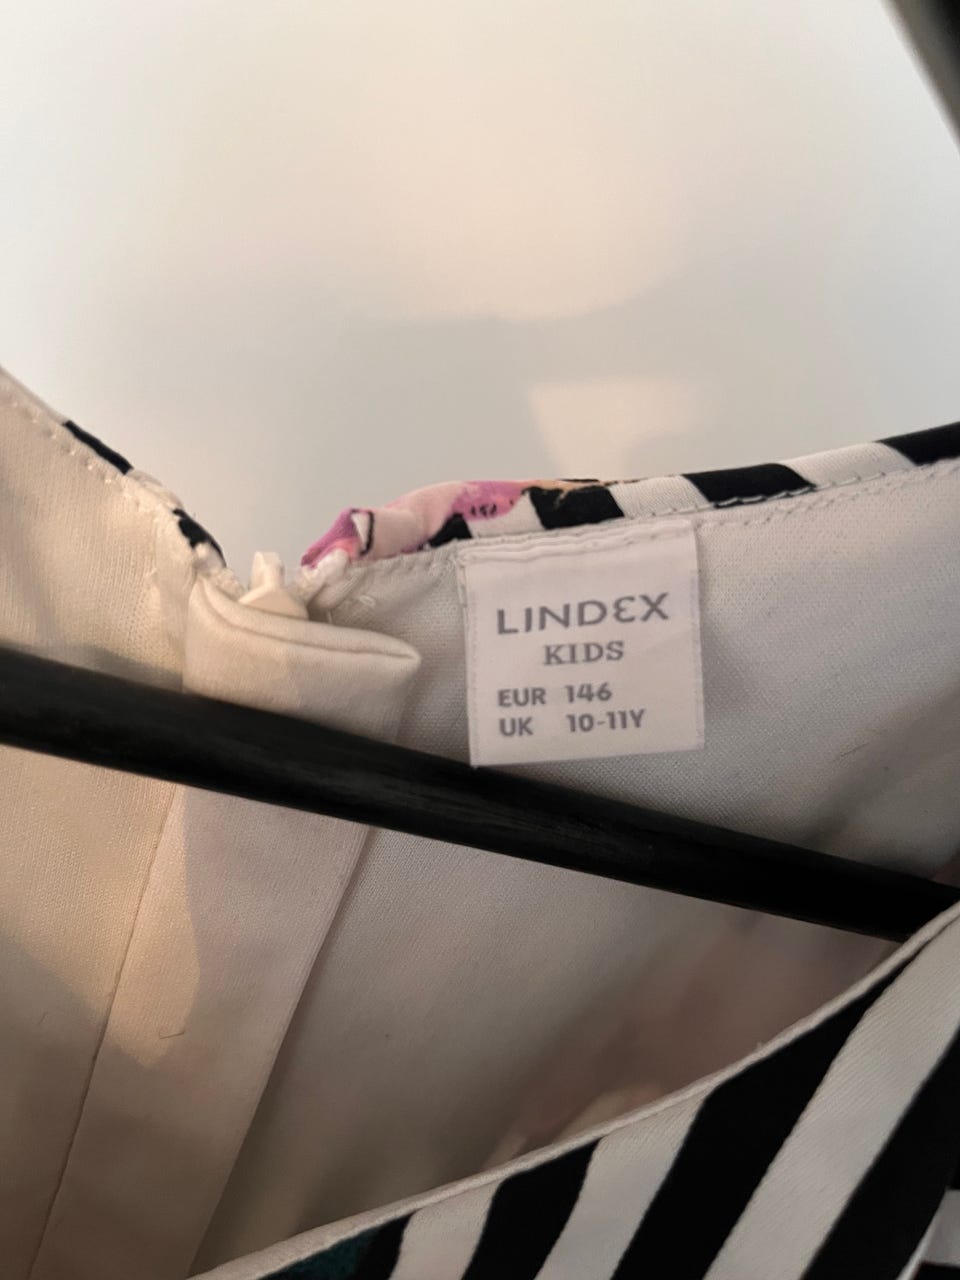 LINDEX
KIDS
EUR 146
UK 10-11Y